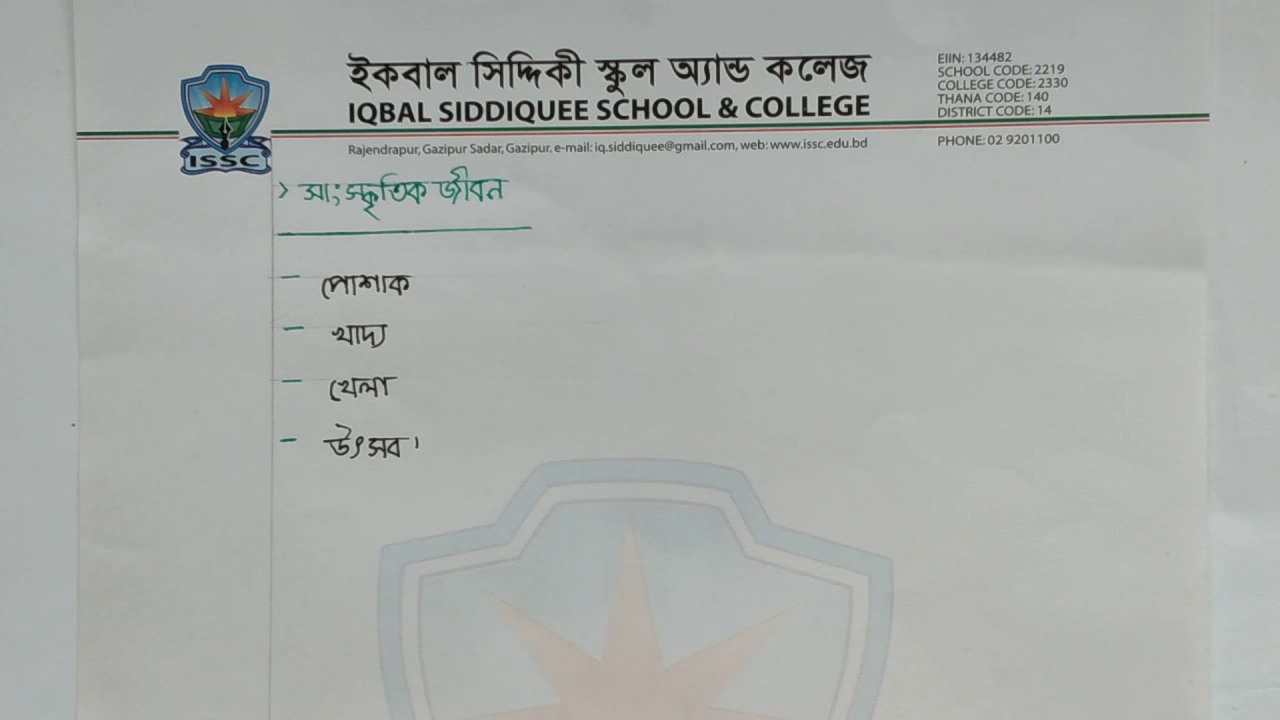 ইকবাল সিদ্দিকী স্কুল অ্যান্ড কলেজ
IQBAL SIDDIQUEE SCHOOL & COLLEGE
Rajendrapur, Gazipur Sadar, Gazipur. e-mail: iq.siddiquee@gmail.com, web: www.issc.edu.bd
EIIN: 134482
SCHOOL CODE: 2219
COLLEGE CODE: 2330
THANA CODE: 140
DISTRICT CODE: 14
PHONE: 02 9201100
ISSC
> সাংস্কৃতিক জীবন
- পোশাক
- খাদ্য
- খেলা
- উৎসব।